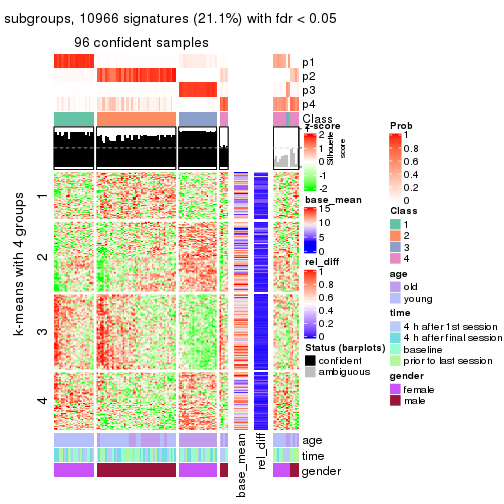 subgroups, 10966 signatures (21.1%) with fdr < 0.05
96 confident samples
p1
p2
p3
p4
Class
Silhouette
score
1
2
3
4
k-means with 4 groups
base_mean
rel_diff
age
time
gender
z-score
2
1
0
-1
-2
base_mean
15
10
5
0
rel_diff
1
0.8
0.6
0.4
0.2
0
Status (barplots)
confident
ambiguous
Prob
1
0.8
0.6
0.4
0.2
0
Class
1
2
3
4
age
old
young
time
4 h after 1st session
4 h after final session
baseline
prior to last session
gender
female
male